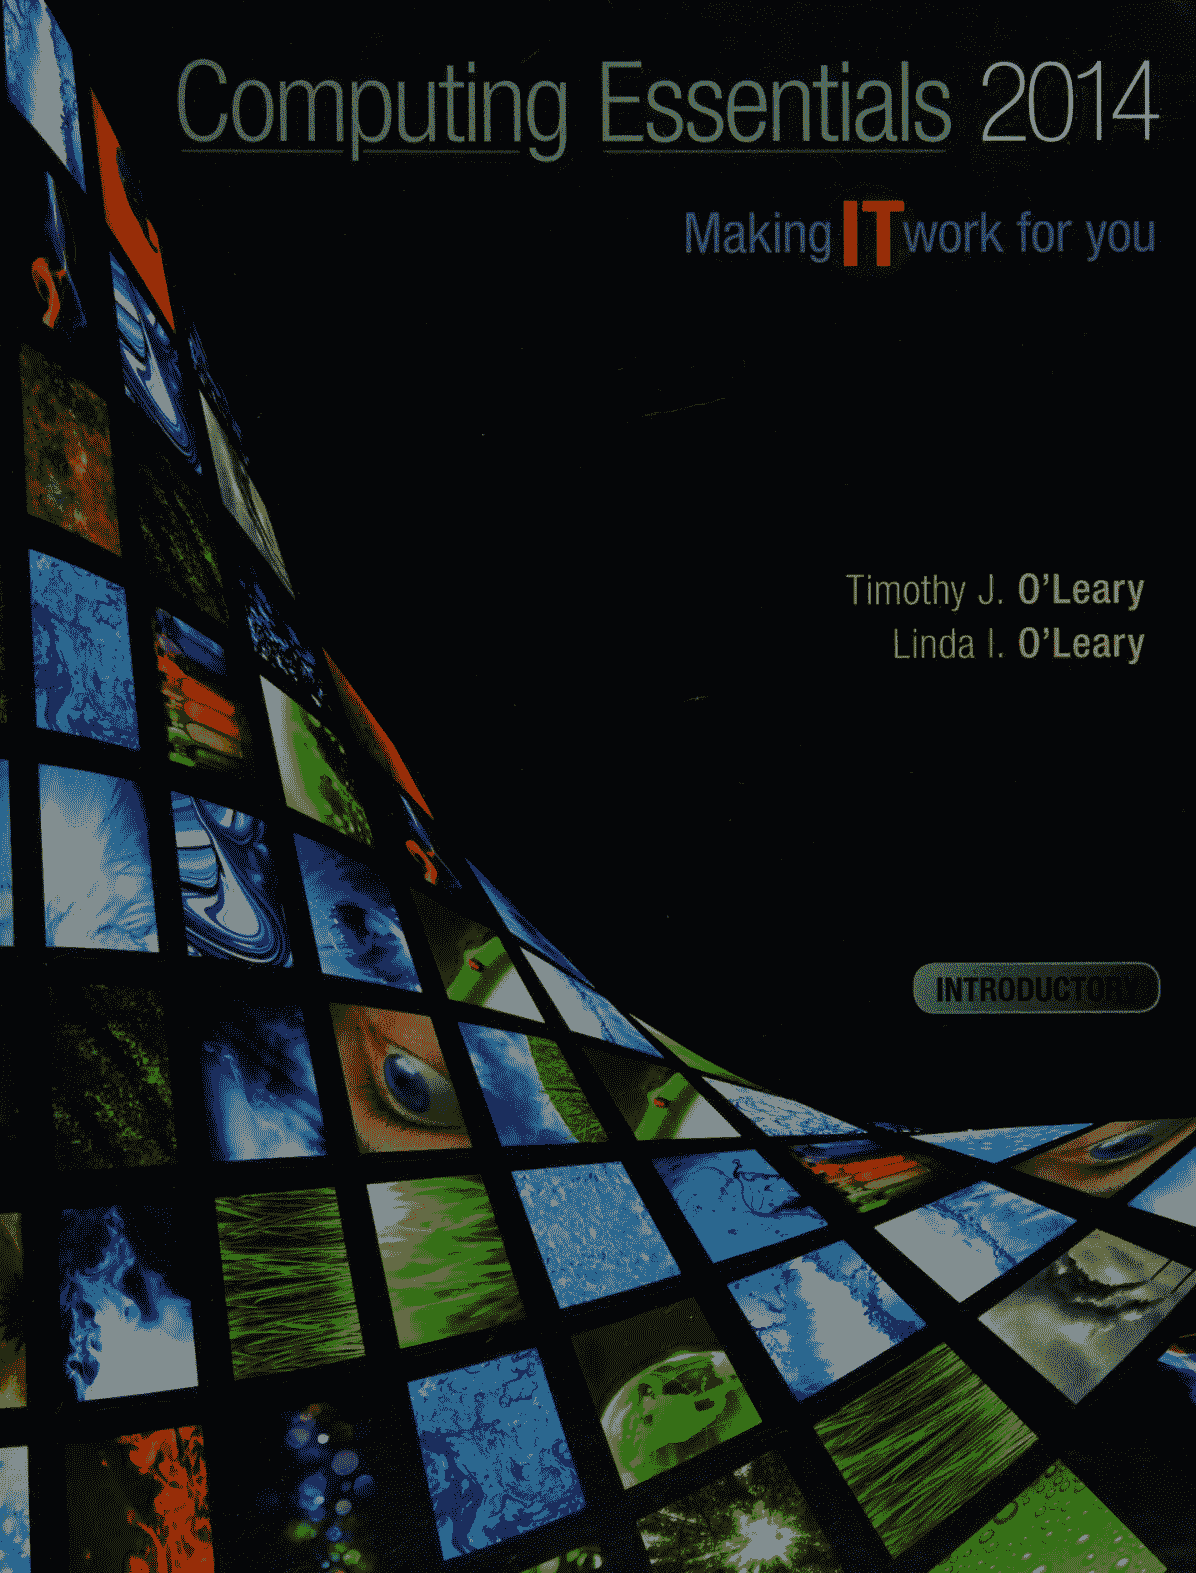 Computing Essentials 2014
Making IT work for you
Timothy J. O'Leary
Linda I. O'Leary
INTRODUCTORY